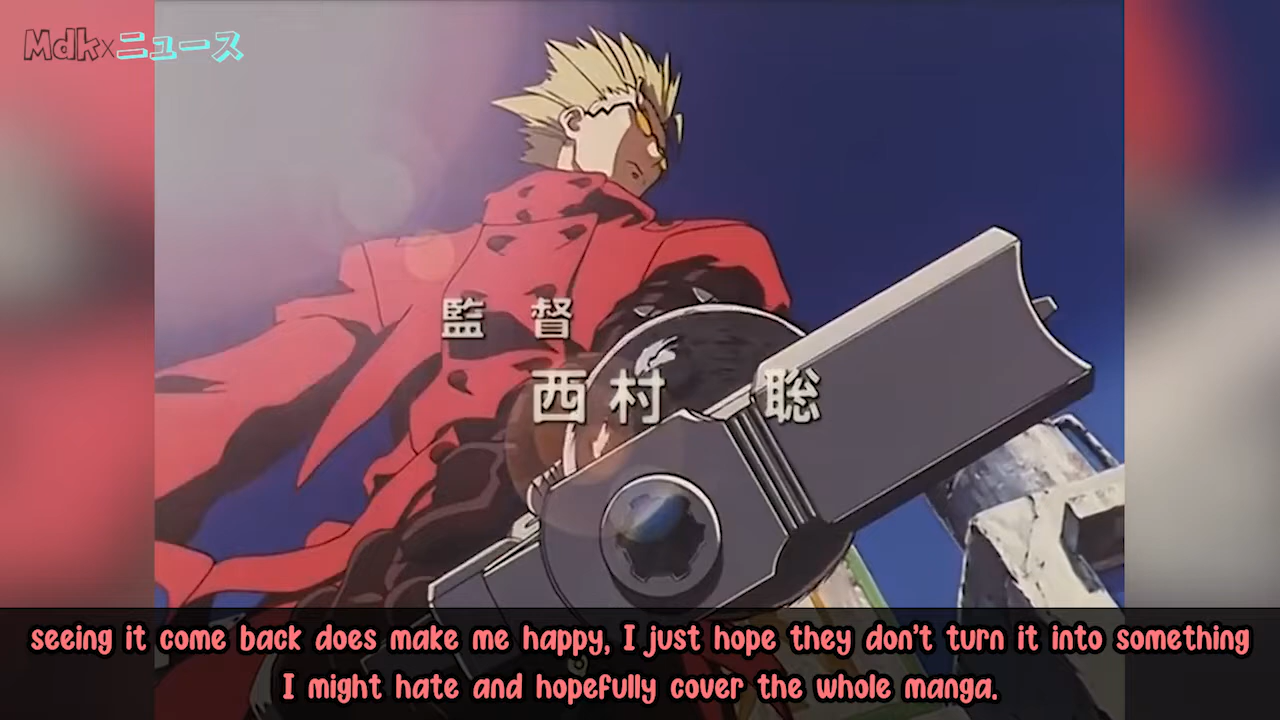 Mdk×ニュース
監督
西村 聡
seeing it come back does make me happy, I just hope they don't turn it into something
I might hate and hopefully cover the whole manga.